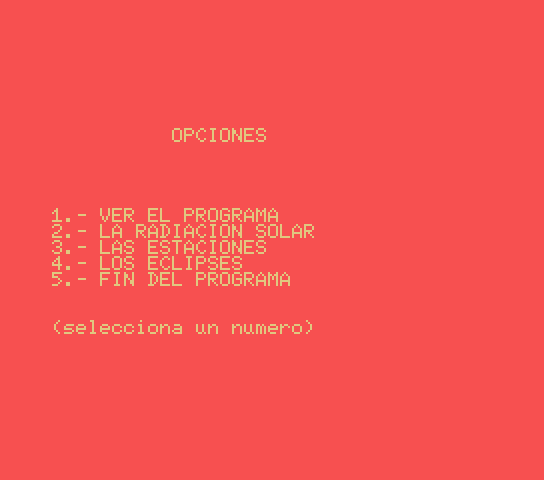 OPCIONES
1.- VER EL PROGRAMA
2.- LA RADIACION SOLAR
3.- LAS ESTACIONES
4.- LOS ECLIPSES
5.- FIN DEL PROGRAMA
(selecciona un numero)